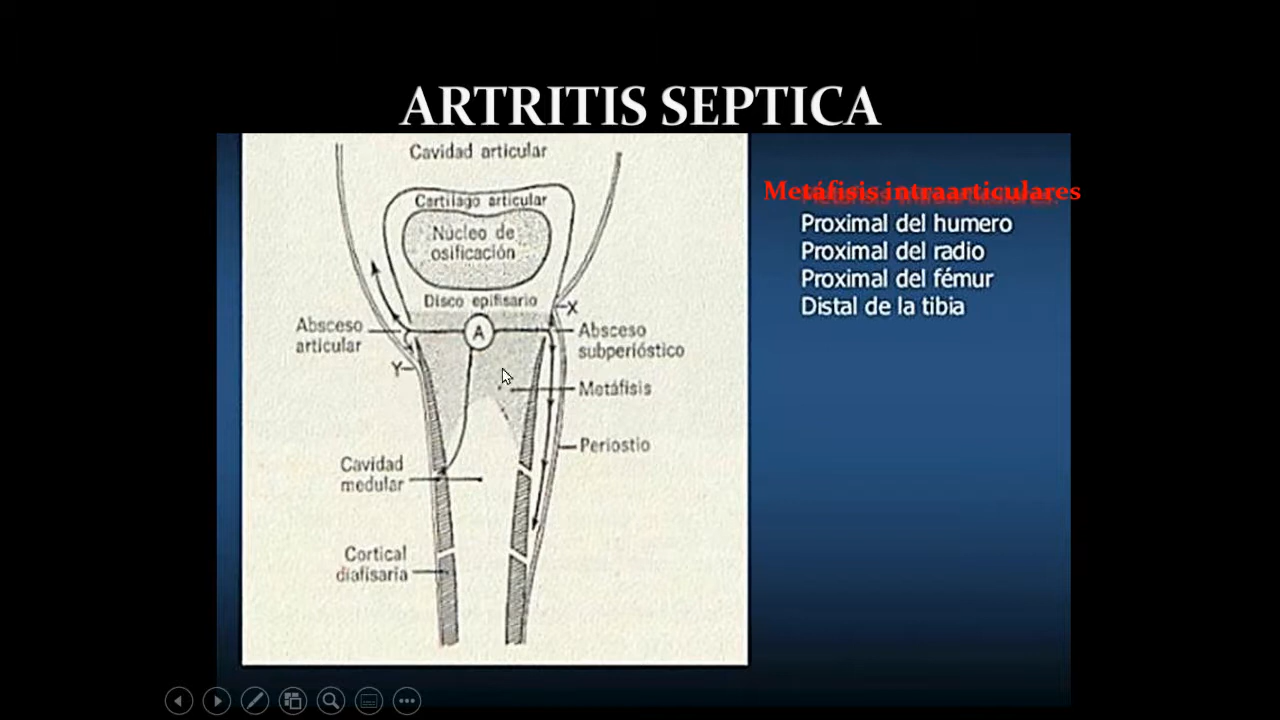 ARTRITIS SEPTICA
Cavidad articular
Cartílago articular
Núcleo de
osificación
Disco epifisario
X
Absceso
articular
A
Absceso
subperióstico
Y
Metáfisis
Periostio
Cavidad
medular
Cortical
diafisaria
Metáfisis intraarticulares
Proximal del humero
Proximal del radio
Proximal del fémur
Distal de la tibia